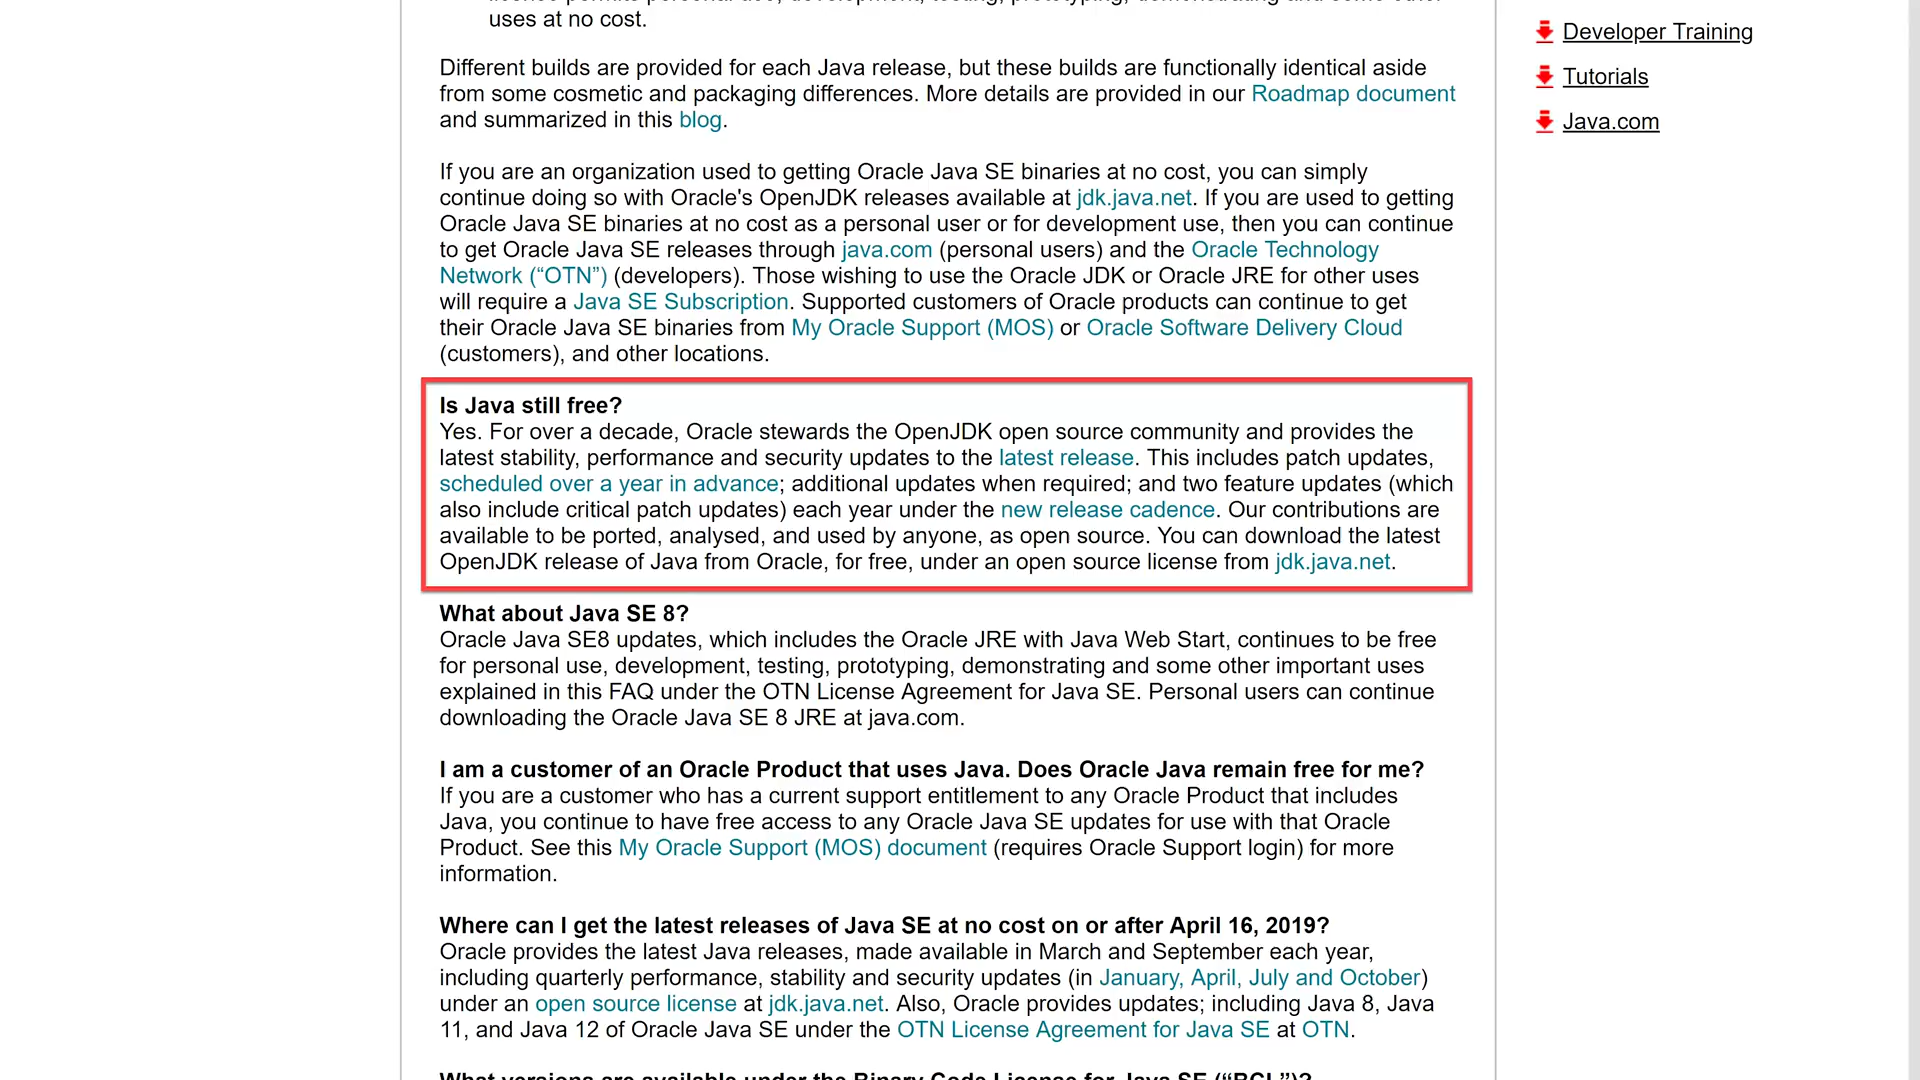 license permits personal use, development, testing, prototyping, demonstrating and some other
uses at no cost.
Different builds are provided for each Java release, but these builds are functionally identical aside
from some cosmetic and packaging differences. More details are provided in our Roadmap document
and summarized in this blog.
If you are an organization used to getting Oracle Java SE binaries at no cost, you can simply
continue doing so with Oracle's OpenJDK releases available at jdk.java.net. If you are used to getting
Oracle Java SE binaries at no cost as a personal user or for development use, then you can continue
to get Oracle Java SE releases through java.com (personal users) and the Oracle Technology
Network (“OTN”) (developers). Those wishing to use the Oracle JDK or Oracle JRE for other uses
will require a Java SE Subscription. Supported customers of Oracle products can continue to get
their Oracle Java SE binaries from My Oracle Support (MOS) or Oracle Software Delivery Cloud
(customers), and other locations.
Is Java still free?
Yes. For over a decade, Oracle stewards the OpenJDK open source community and provides the
latest stability, performance and security updates to the latest release. This includes patch updates,
scheduled over a year in advance; additional updates when required; and two feature updates (which
also include critical patch updates) each year under the new release cadence. Our contributions are
available to be ported, analysed, and used by anyone, as open source. You can download the latest
OpenJDK release of Java from Oracle, for free, under an open source license from jdk.java.net.
What about Java SE 8?
Oracle Java SE8 updates, which includes the Oracle JRE with Java Web Start, continues to be free
for personal use, development, testing, prototyping, demonstrating and some other important uses
explained in this FAQ under the OTN License Agreement for Java SE. Personal users can continue
downloading the Oracle Java SE 8 JRE at java.com.
I am a customer of an Oracle Product that uses Java. Does Oracle Java remain free for me?
If you are a customer who has a current support entitlement to any Oracle Product that includes
Java, you continue to have free access to any Oracle Java SE updates for use with that Oracle
Product. See this My Oracle Support (MOS) document (requires Oracle Support login) for more
information.
Where can I get the latest releases of Java SE at no cost on or after April 16, 2019?
Oracle provides the latest Java releases, made available in March and September each year,
including quarterly performance, stability and security updates (in January, April, July and October)
under an open source license at jdk.java.net. Also, Oracle provides updates; including Java 8, Java
11, and Java 12 of Oracle Java SE under the OTN License Agreement for Java SE at OTN.
What versions are available under the Binary Code License for Java SE (“BCL”)?
Developer Training
Tutorials
Java.com